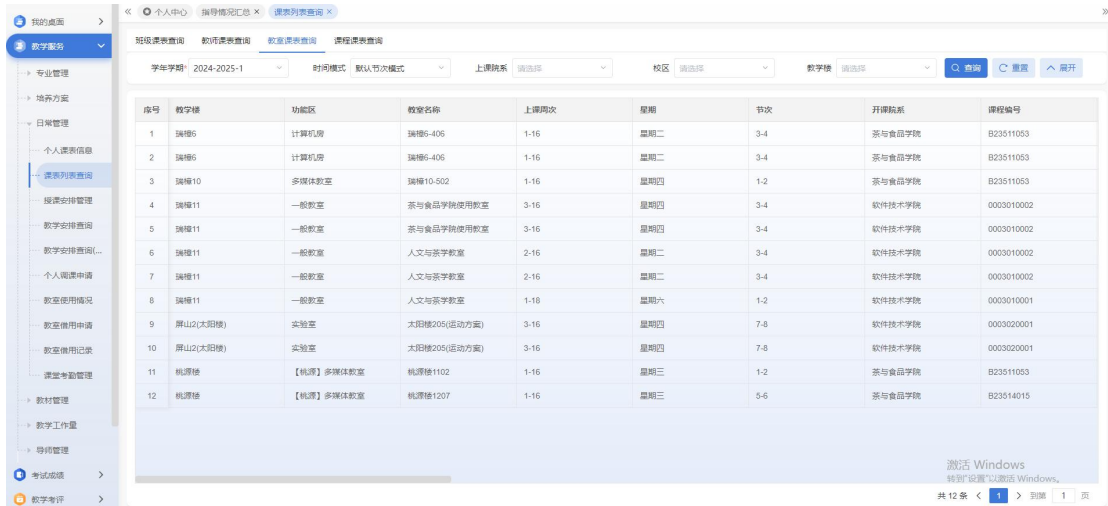 我的桌面
教学服务
专业管理
培养方案
日常管理
个人课表信息
课表列表查询
授课安排管理
教学安排查询
教学安排查询(...
个人调课申请
教室使用情况
教室借用申请
教室借用记录
课堂考勤管理
教材管理
教学工作量
导师管理
考试成绩
教学考评
个人中心 指导情况汇总 × 课表列表查询 ×
班级课表查询 教师课表查询 教室课表查询 课程课表查询
学年学期* 2024-2025-1 时间模式 默认节次模式 上课院系 请选择 校区 请选择 教学楼 请选择 查询 重置 展开
序号 教学楼 功能区 教室名称 上课周次 星期 节次 开课院系 课程编号
1 瑞樟6 计算机房 瑞樟6-406 1-16 星期二 3-4 茶与食品学院 B23511053
2 瑞樟6 计算机房 瑞樟6-406 1-16 星期二 3-4 茶与食品学院 B23511053
3 瑞樟10 多媒体教室 瑞樟10-502 1-16 星期四 1-2 茶与食品学院 B23511053
4 瑞樟11 一般教室 茶与食品学院使用教室 3-16 星期四 3-4 软件技术学院 0003010002
5 瑞樟11 一般教室 茶与食品学院使用教室 3-16 星期四 3-4 软件技术学院 0003010002
6 瑞樟11 一般教室 人文与茶学教室 2-16 星期二 3-4 软件技术学院 0003010002
7 瑞樟11 一般教室 人文与茶学教室 2-16 星期二 3-4 软件技术学院 0003010002
8 瑞樟11 一般教室 人文与茶学教室 1-18 星期六 1-2 软件技术学院 0003010001
9 屏山2(太阳楼) 实验室 太阳楼205(运动方案) 3-16 星期四 7-8 软件技术学院 0003020001
10 屏山2(太阳楼) 实验室 太阳楼205(运动方案) 3-16 星期四 7-8 软件技术学院 0003020001
11 桃源楼 【桃源】多媒体教室 桃源楼1102 1-16 星期三 1-2 茶与食品学院 B23511053
12 桃源楼 【桃源】多媒体教室 桃源楼1207 1-16 星期三 5-6 茶与食品学院 B23514015
激活 Windows
转到"设置"以激活 Windows。
共 12 条 1 到第 1 页